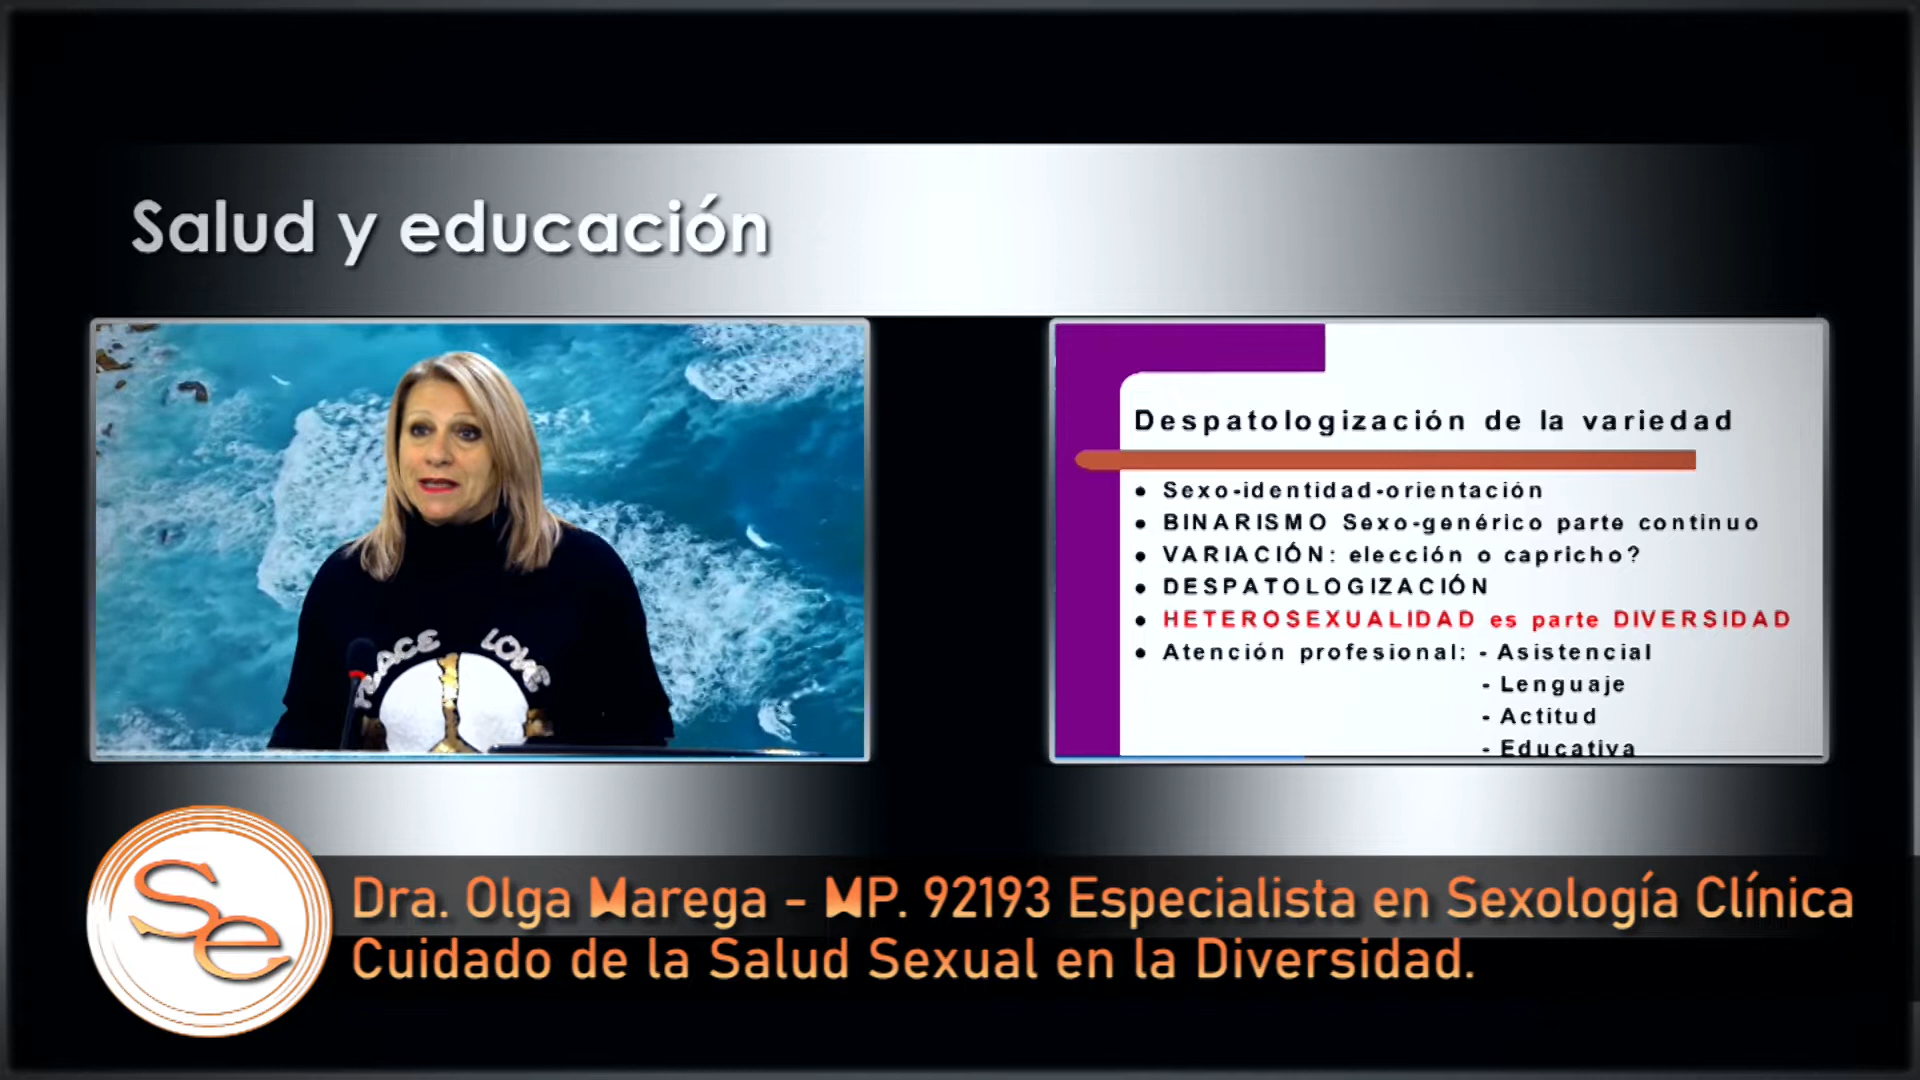 Salud y educación
PEACE LOVE
Despatologización de la variedad
• Sexo-identidad-orientación
• BINARISMO Sexo-genérico parte continuo
• VARIACIÓN: elección o capricho?
• DESPATOLOGIZACIÓN
• HETEROSEXUALIDAD es parte DIVERSIDAD
• Atención profesional: - Asistencial
- Lenguaje
- Actitud
- Educativa
Se
Dra. Olga Marega - MP. 92193 Especialista en Sexología Clínica
Cuidado de la Salud Sexual en la Diversidad.